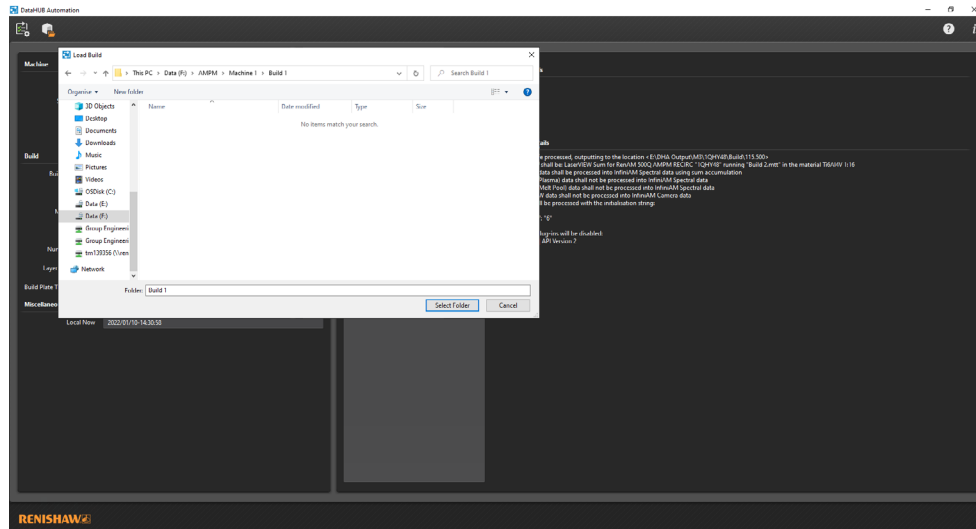 DataHUB Automation
Load Build
This PC > Data (F:) > AMPM > Machine 1 > Build 1
Search Build 1
Organise
New folder
Name
Date modified
Type
Size
No items match your search.
3D Objects
Desktop
Documents
Downloads
Music
Pictures
Videos
OSDisk (C:)
Data (E:)
Data (F:)
Group Engineeri
Group Engineeri
tm139356 (\\ren
Network
Folder: Build 1
Select Folder
Cancel
Machine
Build
Bui
Nun
Layer
Build Plate T
Miscellaneo
Local Now 2022/01/10-14:30:58
ails
e processed, outputting to the location <E:\DHA Output\M3\1QHY48\Build\115.500>
shall be: LaserVIEW Sum for RenAM 500Q AMPM RECIRC "1QHY48" running "Build 2.mtt" in the material Ti6Al4V 1:16
data shall be processed into InfiniAM Spectral data using sum accumulation
Plasma) data shall not be processed into InfiniAM Spectral data
Melt Pool) data shall not be processed into InfiniAM Spectral data
W data shall not be processed into InfiniAM Camera data
ll be processed with the initialisation string:
: "6"
lug-ins will be disabled:
API Version 2
RENISHAW